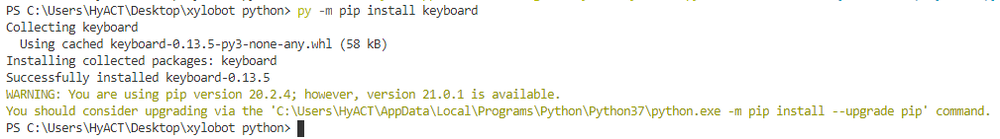 PS C:\Users\HyACT\Desktop\xylobot python> py -m pip install keyboard
Collecting keyboard
  Using cached keyboard-0.13.5-py3-none-any.whl (58 kB)
Installing collected packages: keyboard
Successfully installed keyboard-0.13.5
WARNING: You are using pip version 20.2.4; however, version 21.0.1 is available.
You should consider upgrading via the 'C:\Users\HyACT\AppData\Local\Programs\Python\Python37\python.exe -m pip install --upgrade pip' command.
PS C:\Users\HyACT\Desktop\xylobot python>